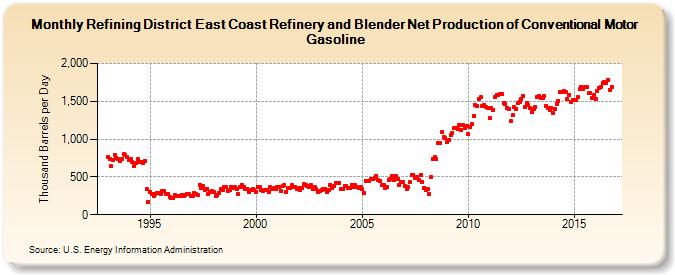 Monthly Refining District East Coast Refinery and Blender Net Production of Conventional Motor
Gasoline
Thousand Barrels per Day
2,000
1,500
1,000
500
0
1995
2000
2005
2010
2015
Source: U.S. Energy Information Administration